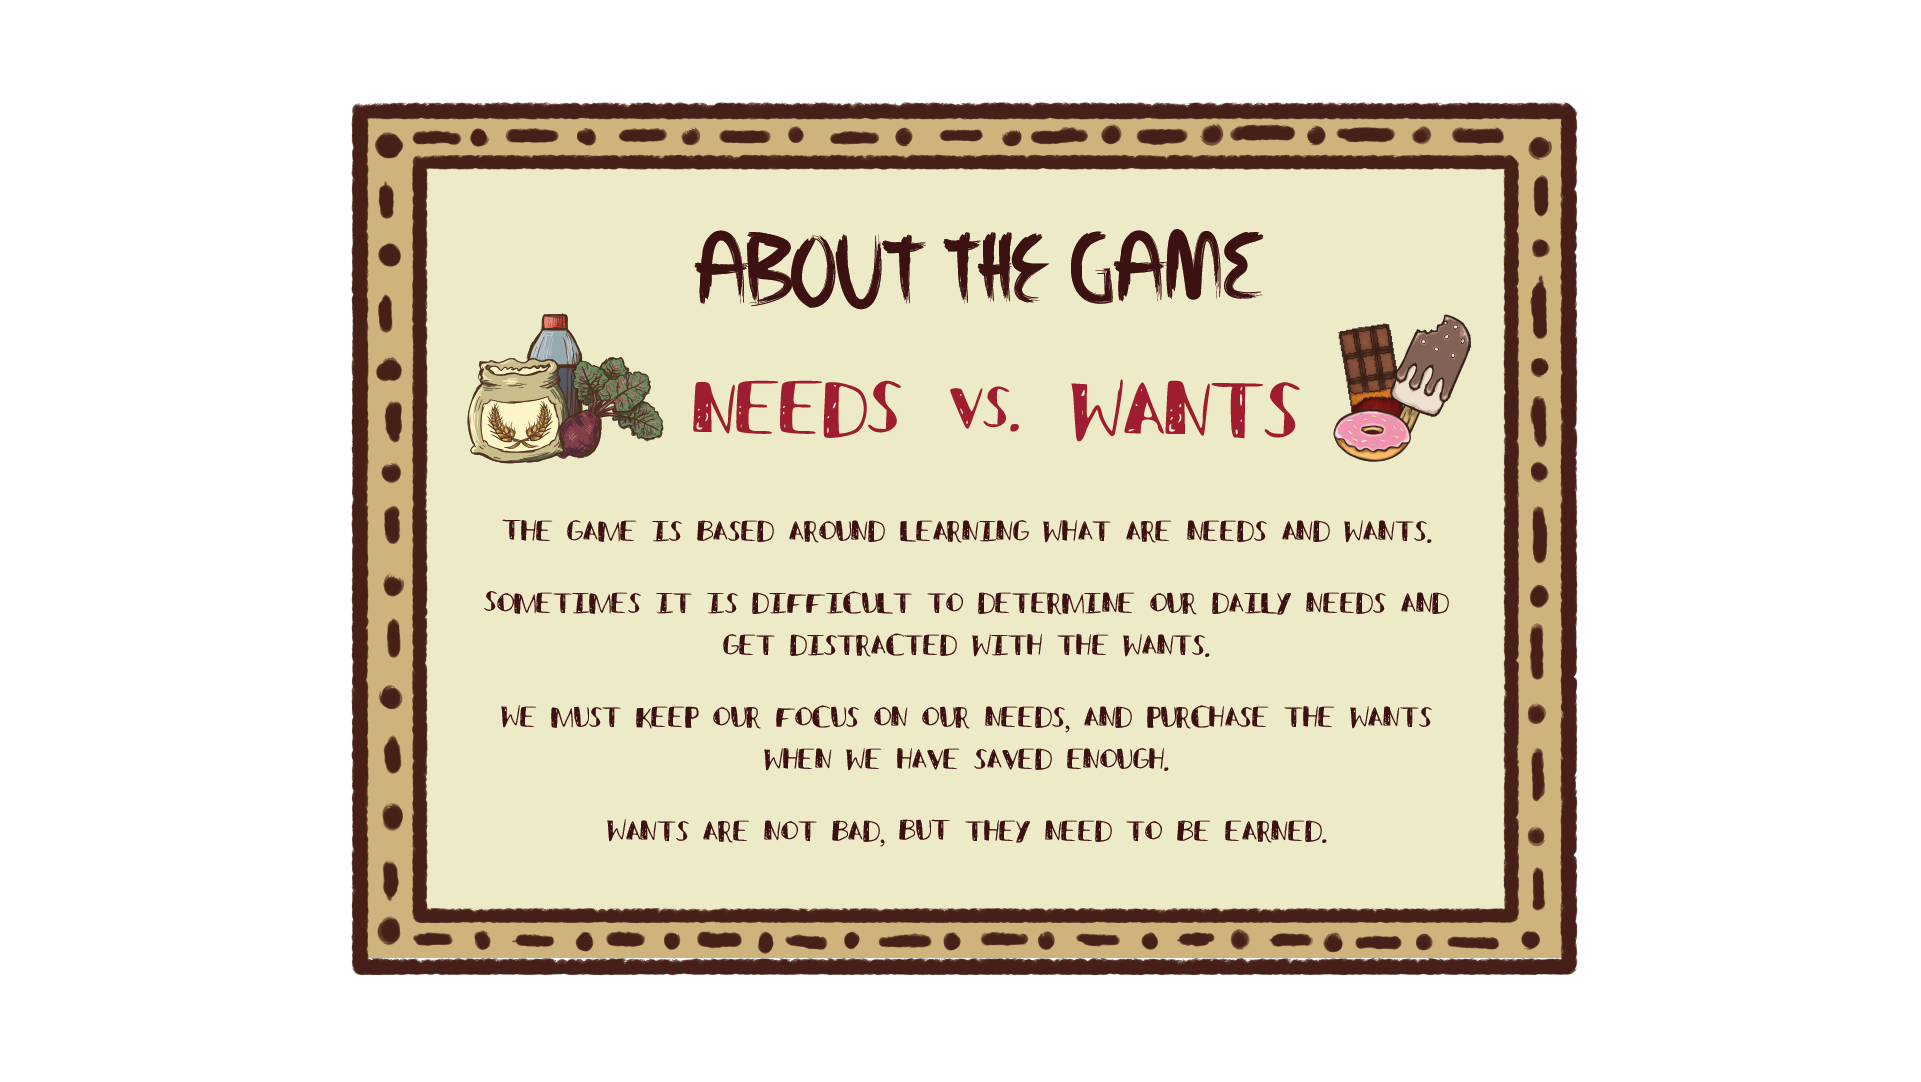 ABOUT THE GAME
NEEDS VS. WANTS
THE GAME IS BASED AROUND LEARNING WHAT ARE NEEDS AND WANTS.
SOMETIMES IT IS DIFFICULT TO DETERMINE OUR DAILY NEEDS AND
GET DISTRACTED WITH THE WANTS.
WE MUST KEEP OUR FOCUS ON OUR NEEDS, AND PURCHASE THE WANTS
WHEN WE HAVE SAVED ENOUGH.
WANTS ARE NOT BAD, BUT THEY NEED TO BE EARNED.